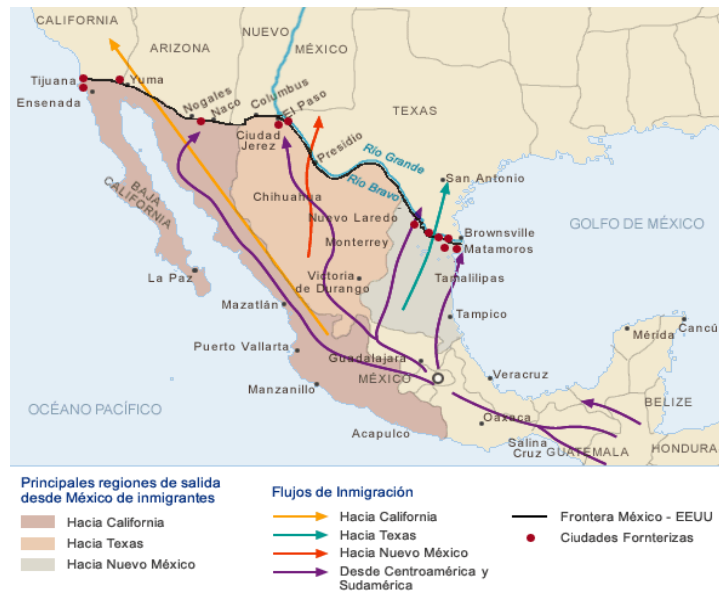 CALIFORNIA
ARIZONA
NUEVO
MÉXICO
TEXAS
Tijuana
Yuma
Ensenada
Nogales
Naco
Columbus
El Paso
Ciudad
Jerez
Presidio
Río Grande
Río Bravo
San Antonio
BAJA
CALIFORNIA
Chihuahua
Nuevo Laredo
Brownsville
Matamoros
GOLFO DE MÉXICO
Monterrey
La Paz
Victoria
de Durango
Tamalilipas
Mazatlán
Tampico
Mérida
Cancú
Puerto Vallarta
Guadalajara
MÉXICO
Veracruz
Manzanillo
BELIZE
OCÉANO PACÍFICO
Oaxaca
Acapulco
Salina
Cruz
GUATEMALA
HONDURA
Principales regiones de salida
desde México de inmigrantes
Hacia California
Hacia Texas
Hacia Nuevo México
Flujos de Inmigración
Hacia California
Hacia Texas
Hacia Nuevo México
Desde Centroamérica y
Sudamérica
Frontera México - EEUU
Ciudades Fornterizas